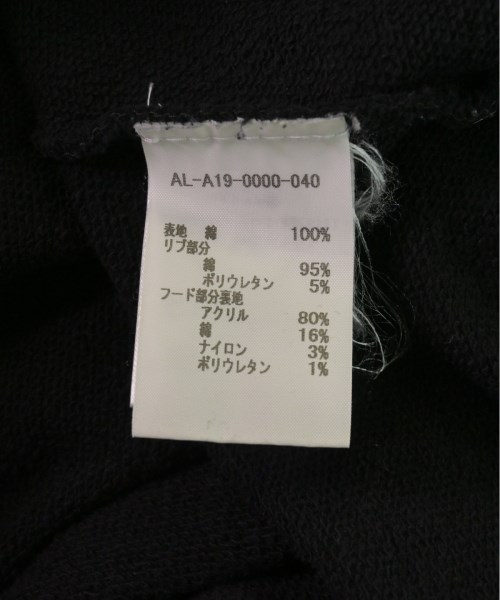 AL-A19-0000-040
表地 綿 100%
リブ部分
綿 95%
ポリウレタン 5%
フード部分裏地
アクリル 80%
綿 16%
ナイロン 3%
ポリウレタン 1%